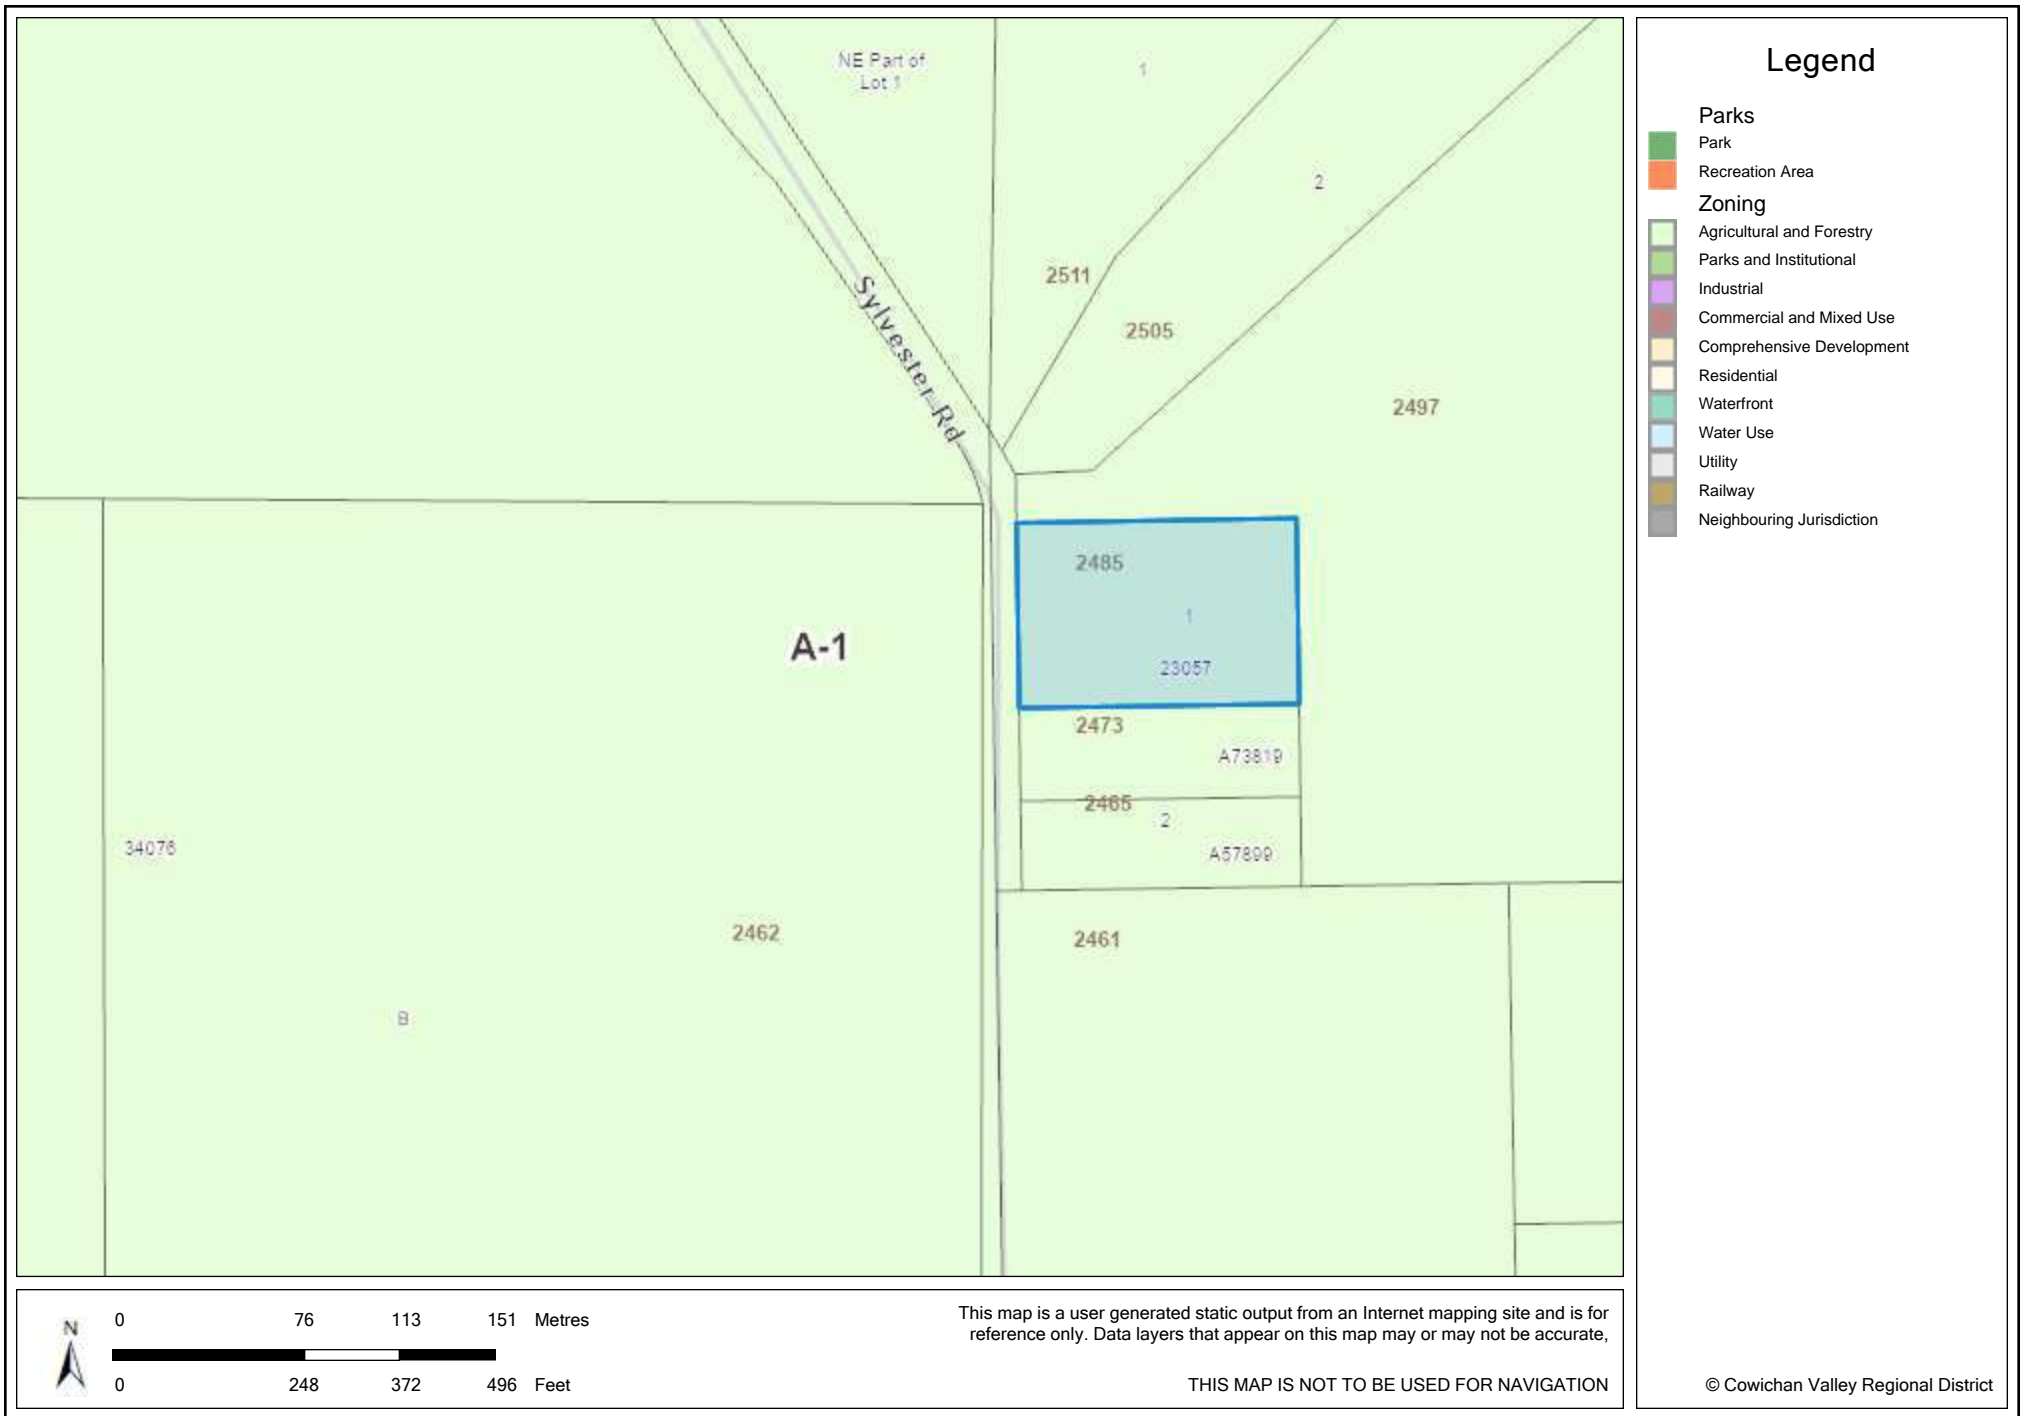 NE Part of
Lot 1
1
2
2511
2505
Sylvester Rd
2497
2485
1
A-1
23057
2473
A73819
2465
2
34076
A57899
2462
2461
B
Legend
Parks
Park
Recreation Area
Zoning
Agricultural and Forestry
Parks and Institutional
Industrial
Commercial and Mixed Use
Comprehensive Development
Residential
Waterfront
Water Use
Utility
Railway
Neighbouring Jurisdiction
N
0 76 113 151 Metres
0 248 372 496 Feet
This map is a user generated static output from an Internet mapping site and is for
reference only. Data layers that appear on this map may or may not be accurate,
THIS MAP IS NOT TO BE USED FOR NAVIGATION
© Cowichan Valley Regional District